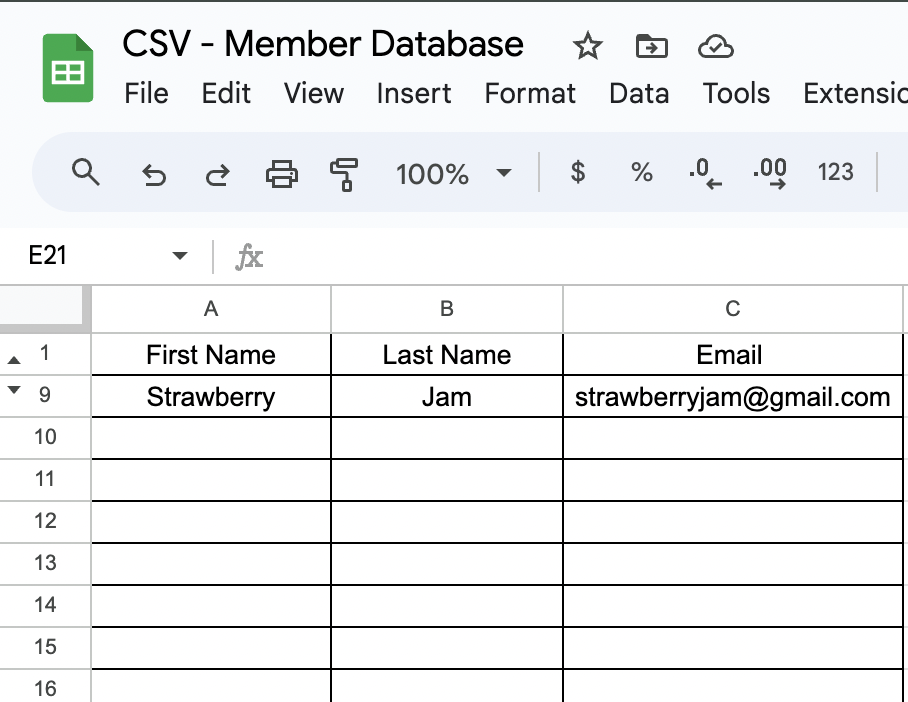 CSV - Member Database
File Edit View Insert Format Data Tools Extensio
100% $ % .0 .00 123
E21 fx
A B C
1 First Name Last Name Email
9 Strawberry Jam strawberryjam@gmail.com
10
11
12
13
14
15
16